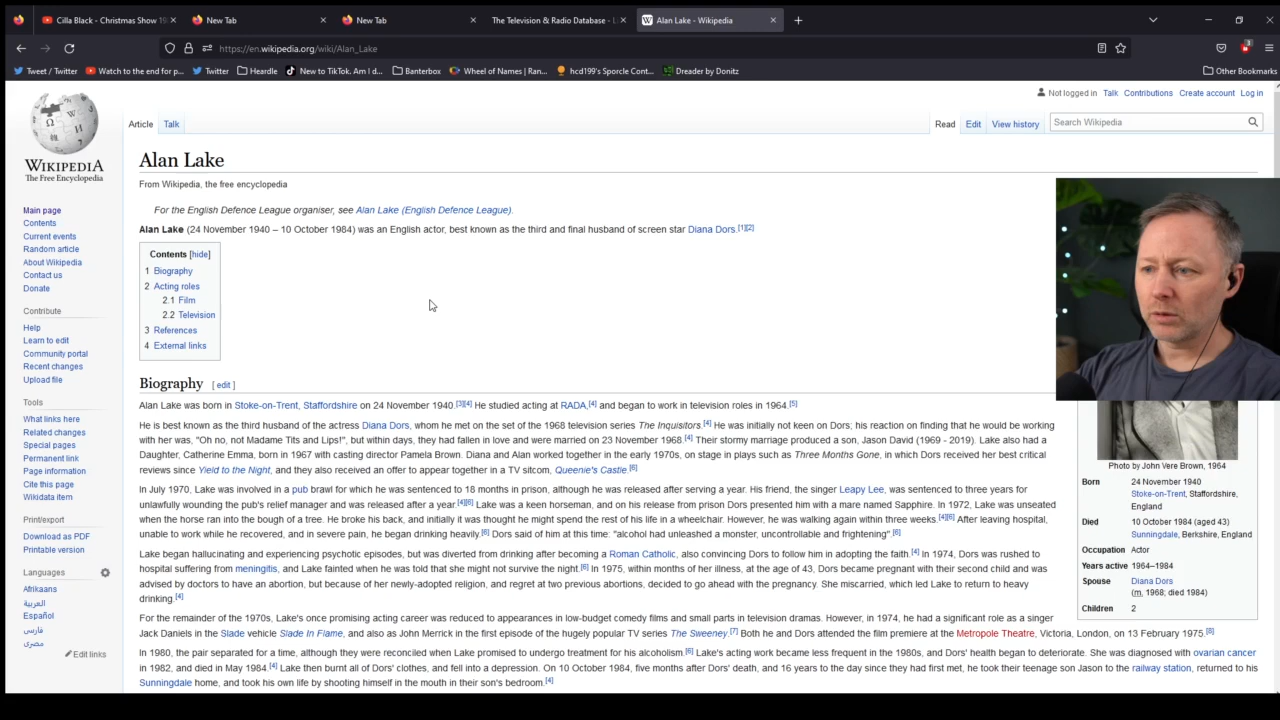 Cilla Black - Christmas Show 19
New Tab
New Tab
The Television & Radio Database - L
Alan Lake - Wikipedia
https://en.wikipedia.org/wiki/Alan_Lake
Tweet / Twitter
Watch to the end for p...
Twitter
Heardle
New to TikTok. Am I d...
Banterbox
Wheel of Names | Ran...
hcd199's Sporcle Cont...
Dreader by Donitz
Other Bookmarks
Not logged in Talk Contributions Create account Log in
Article Talk
Read Edit View history
Search Wikipedia
WIKIPEDIA
The Free Encyclopedia
Main page
Contents
Current events
Random article
About Wikipedia
Contact us
Donate
Contribute
Help
Learn to edit
Community portal
Recent changes
Upload file
Tools
What links here
Related changes
Special pages
Permanent link
Page information
Cite this page
Wikidata item
Print/export
Download as PDF
Printable version
Languages
Afrikaans
العربية
Español
فارسی
مصرى
Edit links
Alan Lake
From Wikipedia, the free encyclopedia
For the English Defence League organiser, see Alan Lake (English Defence League).
Alan Lake (24 November 1940 – 10 October 1984) was an English actor, best known as the third and final husband of screen star Diana Dors.[1][2]
Contents [hide]
1 Biography
2 Acting roles
2.1 Film
2.2 Television
3 References
4 External links
Biography [ edit ]
Alan Lake was born in Stoke-on-Trent, Staffordshire on 24 November 1940.[3][4] He studied acting at RADA,[4] and began to work in television roles in 1964.[5]
He is best known as the third husband of the actress Diana Dors, whom he met on the set of the 1968 television series The Inquisitors.[4] He was initially not keen on Dors; his reaction on finding that he would be working
with her was, "Oh no, not Madame Tits and Lips!", but within days, they had fallen in love and were married on 23 November 1968.[4] Their stormy marriage produced a son, Jason David (1969 - 2019). Lake also had a
Daughter, Catherine Emma, born in 1967 with casting director Pamela Brown. Diana and Alan worked together in the early 1970s, on stage in plays such as Three Months Gone, in which Dors received her best critical
reviews since Yield to the Night, and they also received an offer to appear together in a TV sitcom, Queenie's Castle.[6]
In July 1970, Lake was involved in a pub brawl for which he was sentenced to 18 months in prison, although he was released after serving a year. His friend, the singer Leapy Lee, was sentenced to three years for
unlawfully wounding the pub's relief manager and was released after a year.[4][6] Lake was a keen horseman, and on his release from prison Dors presented him with a mare named Sapphire. In 1972, Lake was unseated
when the horse ran into the bough of a tree. He broke his back, and initially it was thought he might spend the rest of his life in a wheelchair. However, he was walking again within three weeks.[4][6] After leaving hospital,
unable to work while he recovered, and in severe pain, he began drinking heavily.[6] Dors said of him at this time: "alcohol had unleashed a monster, uncontrollable and frightening" [6]
Lake began hallucinating and experiencing psychotic episodes, but was diverted from drinking after becoming a Roman Catholic, also convincing Dors to follow him in adopting the faith.[4] In 1974, Dors was rushed to
hospital suffering from meningitis, and Lake fainted when he was told that she might not survive the night.[6] In 1975, within months of her illness, at the age of 43, Dors became pregnant with their second child and was
advised by doctors to have an abortion, but because of her newly-adopted religion, and regret at two previous abortions, decided to go ahead with the pregnancy. She miscarried, which led Lake to return to heavy
drinking.[4]
For the remainder of the 1970s, Lake's once promising acting career was reduced to appearances in low-budget comedy films and small parts in television dramas. However, in 1974, he had a significant role as a singer
Jack Daniels in the Slade vehicle Slade In Flame, and also as John Merrick in the first episode of the hugely popular TV series The Sweeney.[7] Both he and Dors attended the film premiere at the Metropole Theatre, Victoria, London, on 13 February 1975.[8]
In 1980, the pair separated for a time, although they were reconciled when Lake promised to undergo treatment for his alcoholism.[6] Lake's acting work became less frequent in the 1980s, and Dors' health began to deteriorate. She was diagnosed with ovarian cancer
in 1982, and died in May 1984.[4] Lake then burnt all of Dors' clothes, and fell into a depression. On 10 October 1984, five months after Dors' death, and 16 years to the day since they had first met, he took their teenage son Jason to the railway station, returned to his
Sunningdale home, and took his own life by shooting himself in the mouth in their son's bedroom.[4]
Photo by John Vere Brown, 1964
Born 24 November 1940
Stoke-on-Trent, Staffordshire,
England
Died 10 October 1984 (aged 43)
Sunningdale, Berkshire, England
Occupation Actor
Years active 1964–1984
Spouse Diana Dors
(m. 1968; died 1984)
Children 2